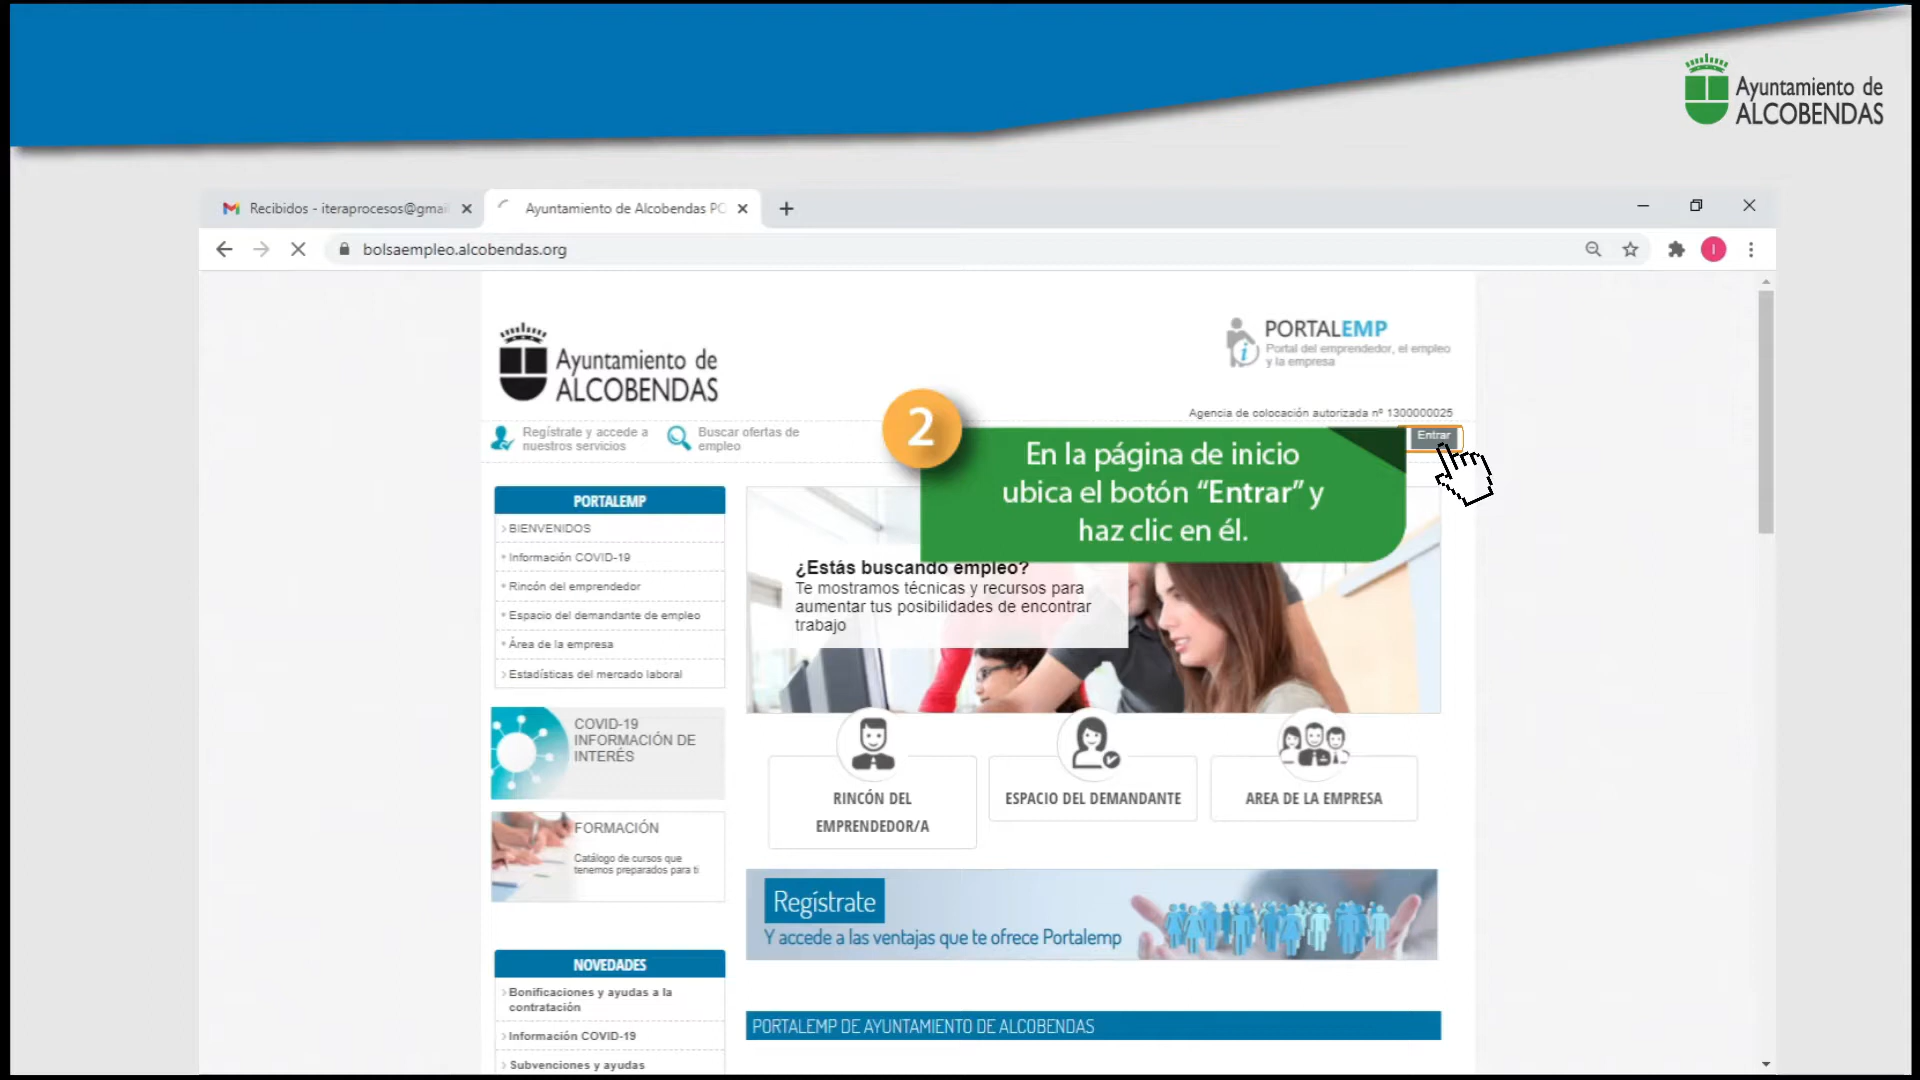 Ayuntamiento de
ALCOBENDAS
Recibidos - iteraprocesos@gmai
Ayuntamiento de Alcobendas PO
bolsaempleo.alcobendas.org
I
Ayuntamiento de
ALCOBENDAS
PORTALEMP
Portal del emprendedor, el empleo
y la empresa
Agencia de colocación autorizada nº 1300000025
Regístrate y accede a
nuestros servicios
Buscar ofertas de
empleo
Entrar
2
En la página de inicio
ubica el botón “Entrar” y
haz clic en él.
PORTALEMP
BIENVENIDOS
Información COVID-19
Rincón del emprendedor
Espacio del demandante de empleo
Área de la empresa
Estadísticas del mercado laboral
¿Estás buscando empleo?
Te mostramos técnicas y recursos para
aumentar tus posibilidades de encontrar
trabajo
COVID-19
INFORMACIÓN DE
INTERÉS
FORMACIÓN
Catálogo de cursos que
tenemos preparados para ti
RINCÓN DEL
EMPRENDEDOR/A
ESPACIO DEL DEMANDANTE
AREA DE LA EMPRESA
Regístrate
Y accede a las ventajas que te ofrece Portalemp
NOVEDADES
Bonificaciones y ayudas a la
contratación
Información COVID-19
Subvenciones y ayudas
PORTALEMP DE AYUNTAMIENTO DE ALCOBENDAS